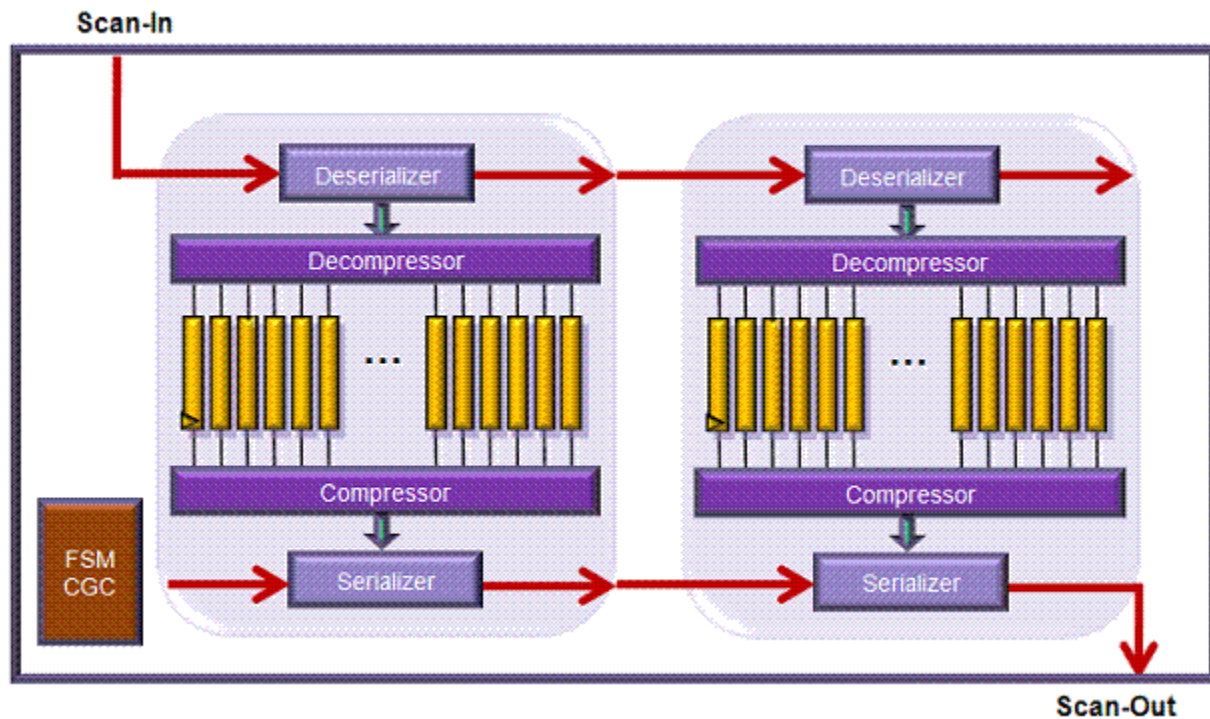 Scan-In
Deserializer
Deserializer
Decompressor
Decompressor
...
...
Compressor
Compressor
FSM
CGC
Serializer
Serializer
Scan-Out